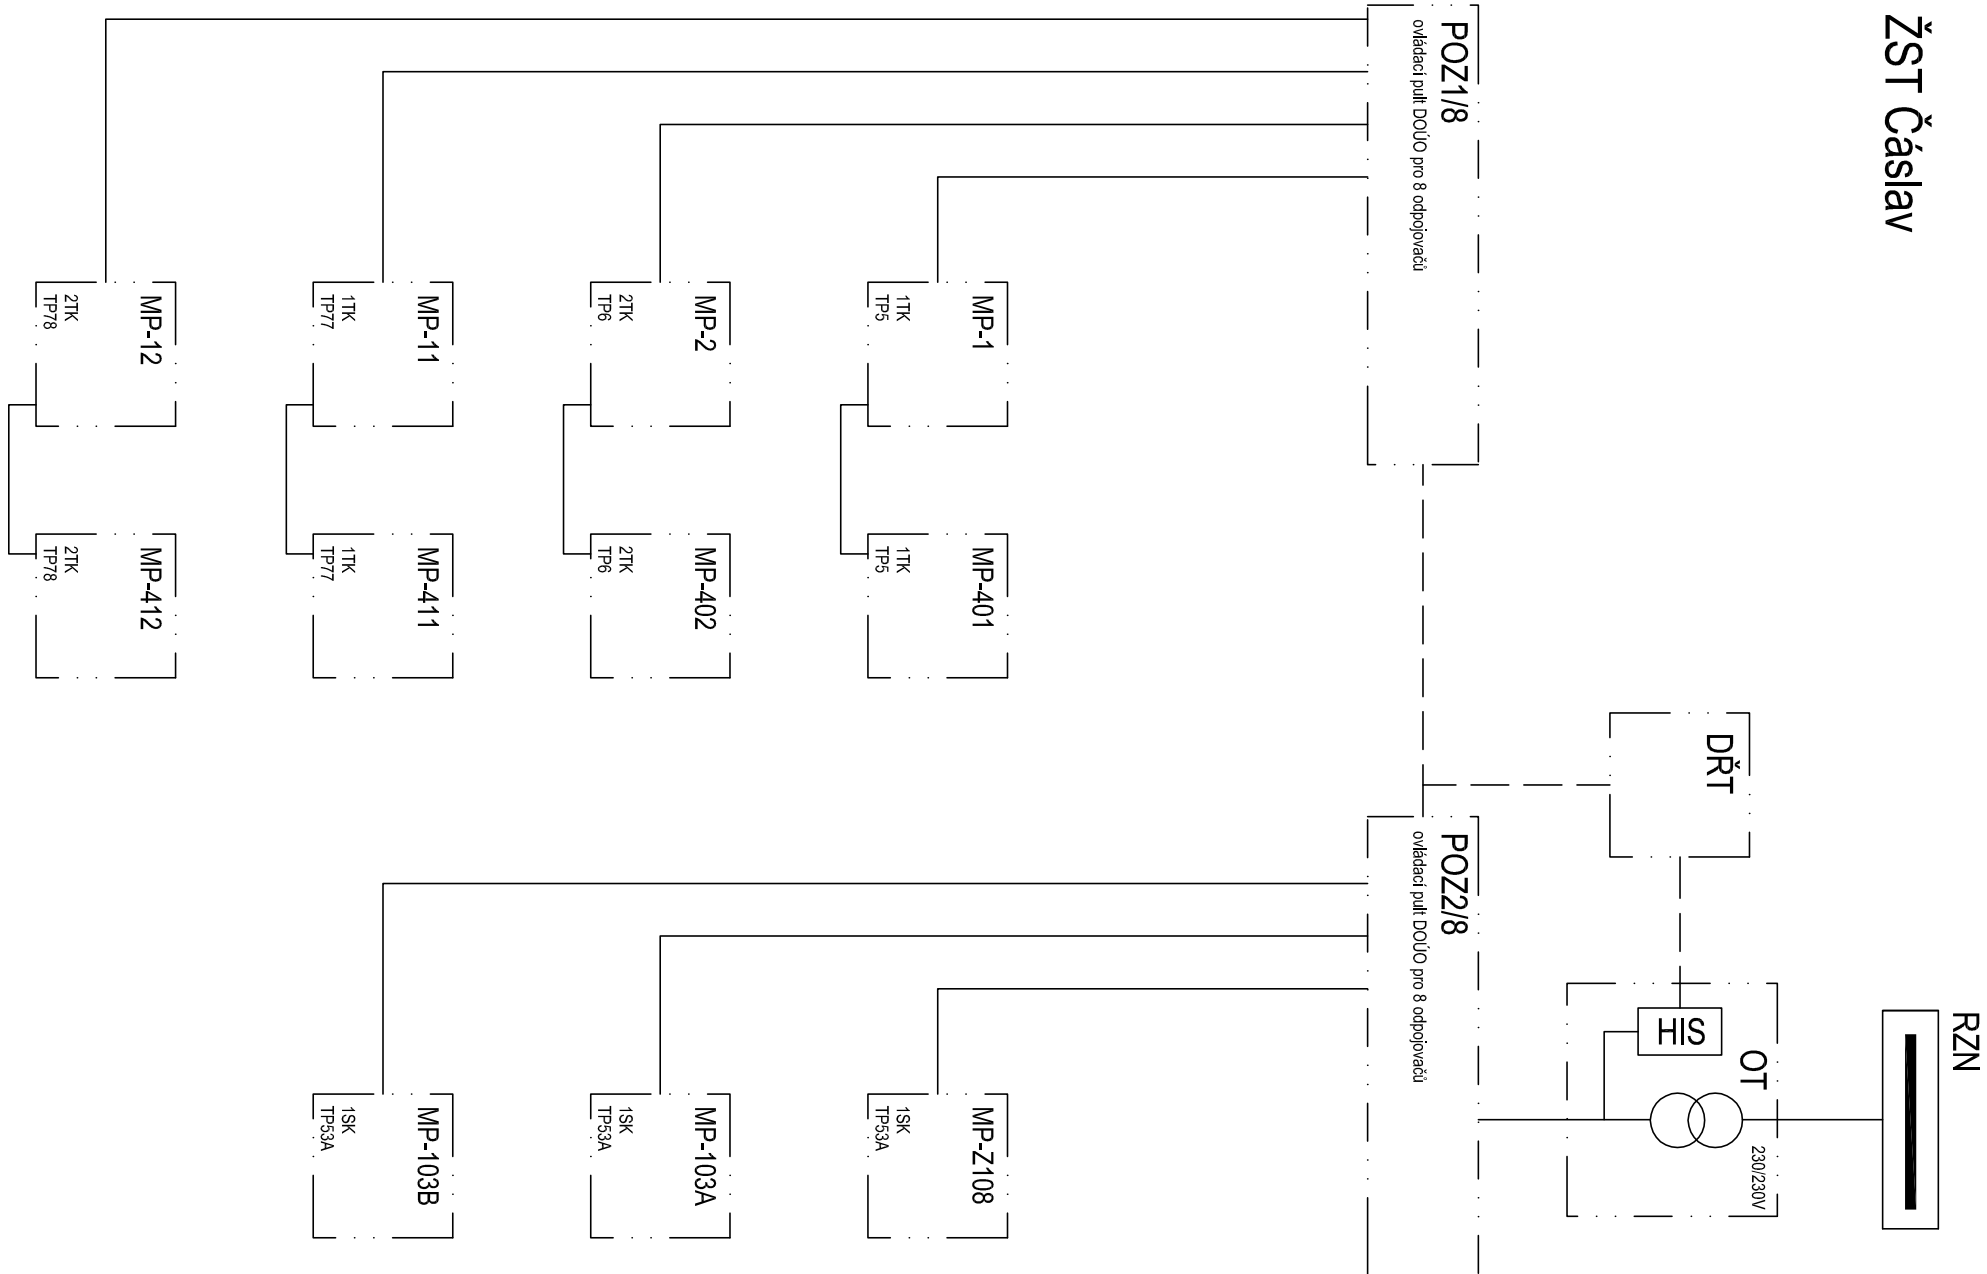 ŽST Čáslav
RZN
OT
230/230V
HIS
DŘT
POZ1/8
ovládací pult DOÚO pro 8 odpojovačů
POZ2/8
ovládací pult DOÚO pro 8 odpojovačů
MP-1
1TK
TP5
MP-401
1TK
TP5
MP-Z108
1SK
TP53A
MP-2
2TK
TP6
MP-402
2TK
TP6
MP-103A
1SK
TP53A
MP-11
1TK
TP77
MP-411
1TK
TP77
MP-103B
1SK
TP53A
MP-12
2TK
TP78
MP-412
2TK
TP78